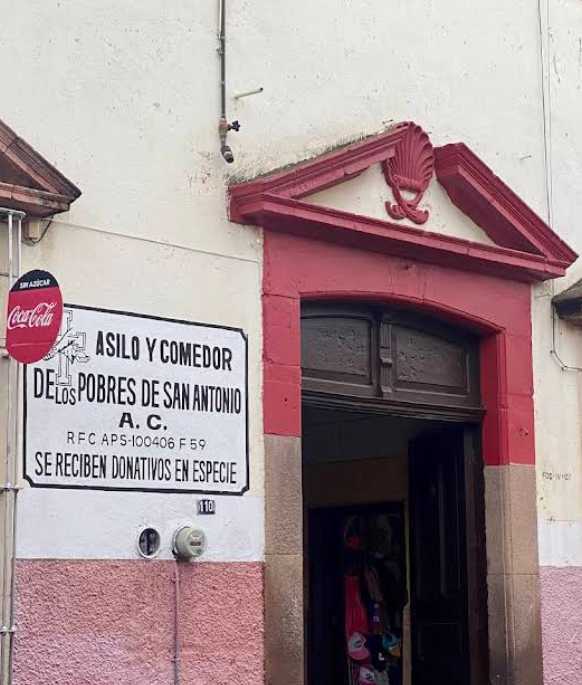 SIN AZÚCAR
Coca-Cola
ASILO Y COMEDOR
DE LOS POBRES DE SAN ANTONIO
A. C.
RFC APS-100406 F 59
SE RECIBEN DONATIVOS EN ESPECIE
110